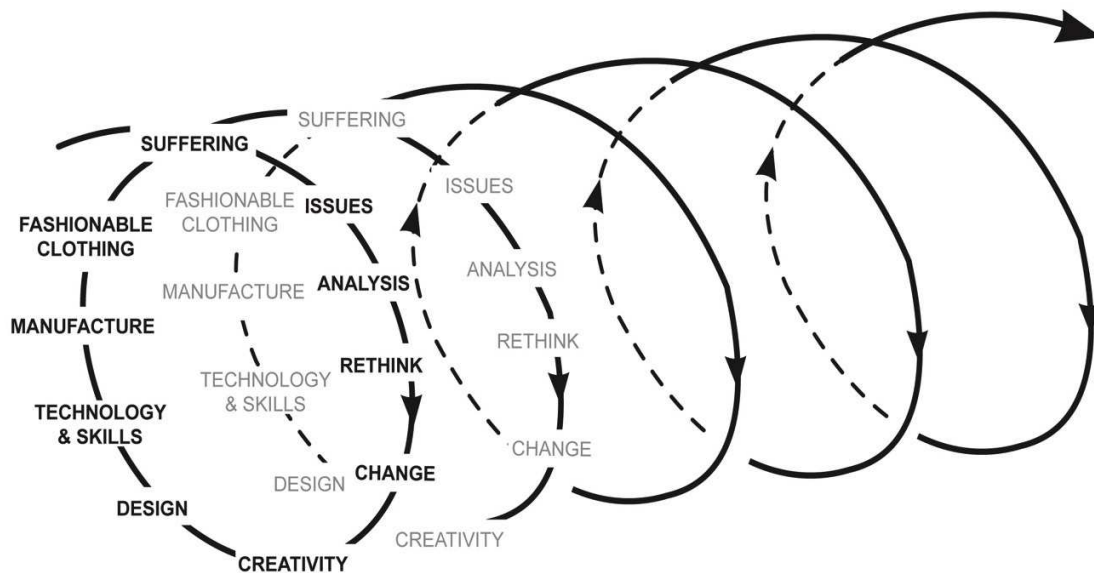 SUFFERING
ISSUES
ANALYSIS
RETHINK
CHANGE
CREATIVITY
DESIGN
TECHNOLOGY
& SKILLS
MANUFACTURE
FASHIONABLE
CLOTHING
SUFFERING
ISSUES
ANALYSIS
RETHINK
CHANGE
CREATIVITY
DESIGN
TECHNOLOGY
& SKILLS
MANUFACTURE
FASHIONABLE
CLOTHING